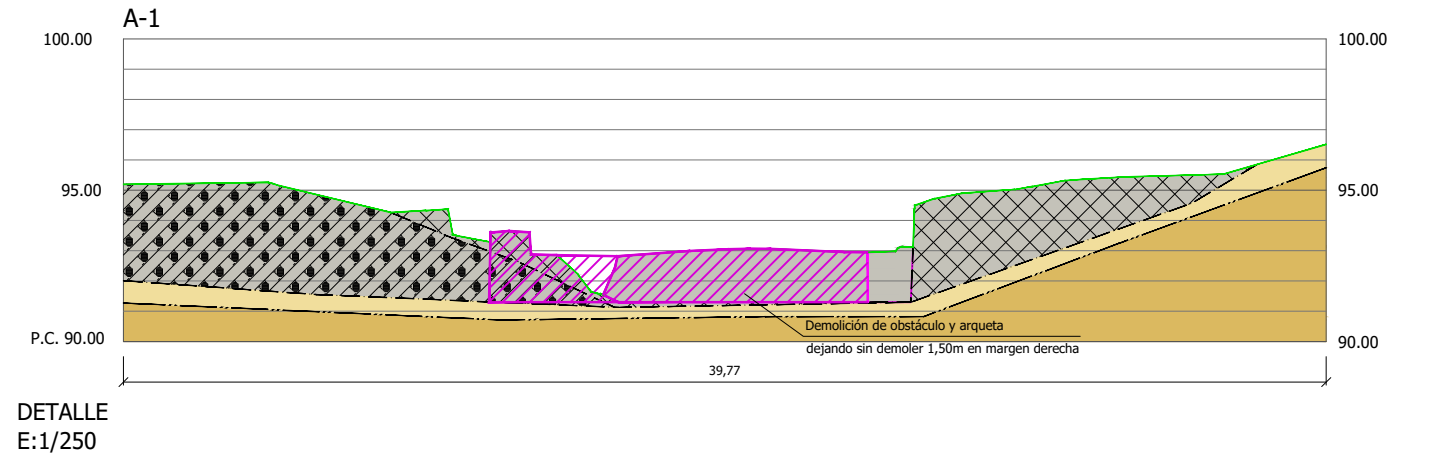 A-1
100.00
100.00
95.00
95.00
Demolición de obstáculo y arqueta
P.C. 90.00
90.00
dejando sin demoler 1,50m en margen derecha
39,77
DETALLE
E:1/250